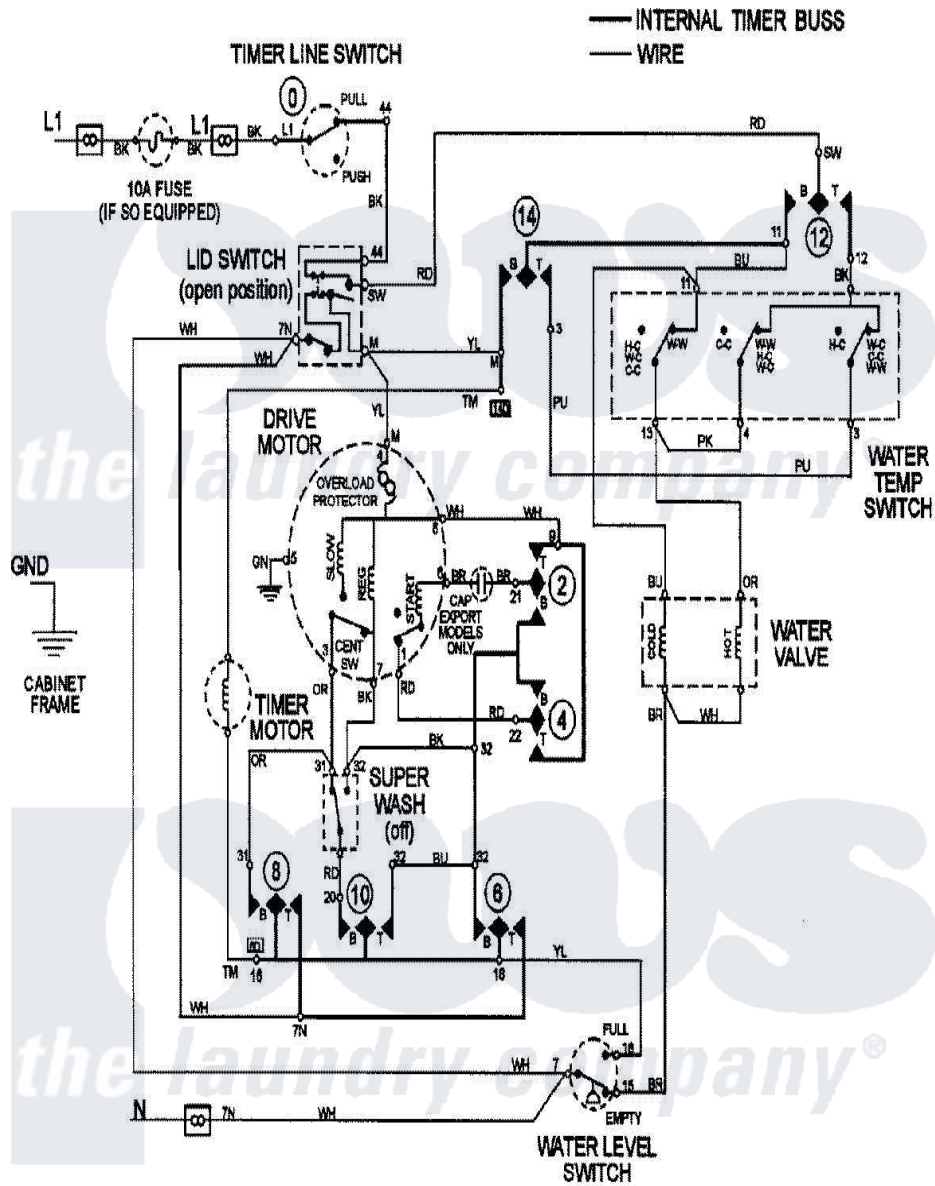 INTERNAL TIMER BUSS
WIRE
TIMER LINE SWITCH
0
PULL
44
L1
L1
BK
L1
BK
BK
RD
SW
PUSH
10A FUSE
(IF SO EQUIPPED)
BK
B T
14
12
11
LID SWITCH
(open position)
44
B T
BU
12
RD
SW
BK
11
WH
7N
3
H-C
W-C
C-C
W-W
C-C
W-W
H-C
W-C
H-C
W-C
C-C
W-W
WH
M
YL
M
TM
YL
PU
DRIVE
MOTOR
M
13
PK
4
3
4
PU
OVERLOAD
PROTECTOR
WATER
TEMP
SWITCH
the laundry company®
WH
WH
6
9
SLOW
REG
START
GN
5
T
GND
BR
BR
21
2
B
CAP
EXPORT
MODELS
ONLY
BU
OR
COLD
HOT
WATER
VALVE
CENT
SW
3
7
1
CABINET
FRAME
OR
BK
RD
B
4
RD
22
T
BR
WH
TIMER
MOTOR
BK
32
OR
31
32
SUPER
WASH
(off)
31
8
RD
32
BU
32
20
10
6
B T
B T
B T
TM
16
18
YL
WH
7N
FULL
16
the laundry company®
WH
7
15
BR
N
7N
WH
EMPTY
WATER LEVEL
SWITCH